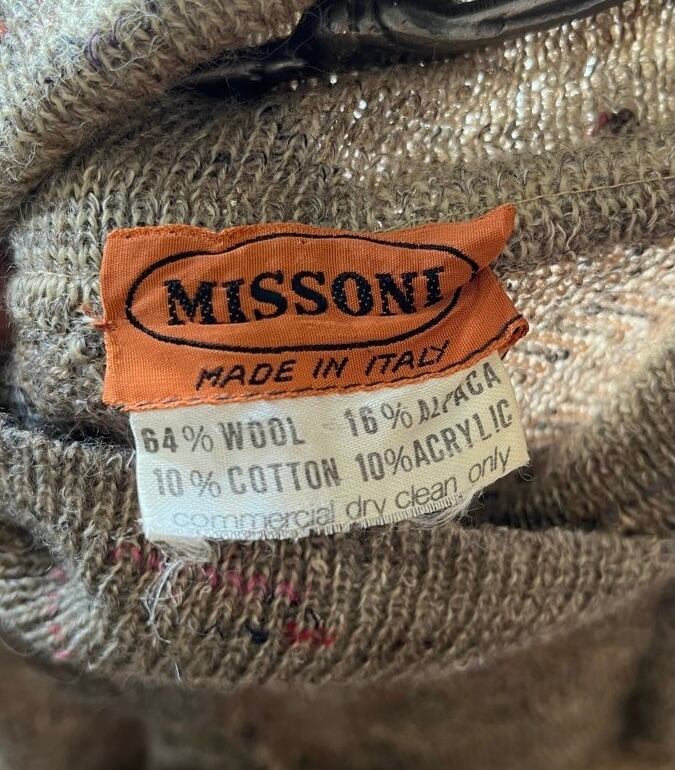 MISSONI
MADE IN ITALY
64% WOOL 16% ALPACA
10% COTTON 10% ACRYLIC
commercial dry clean only